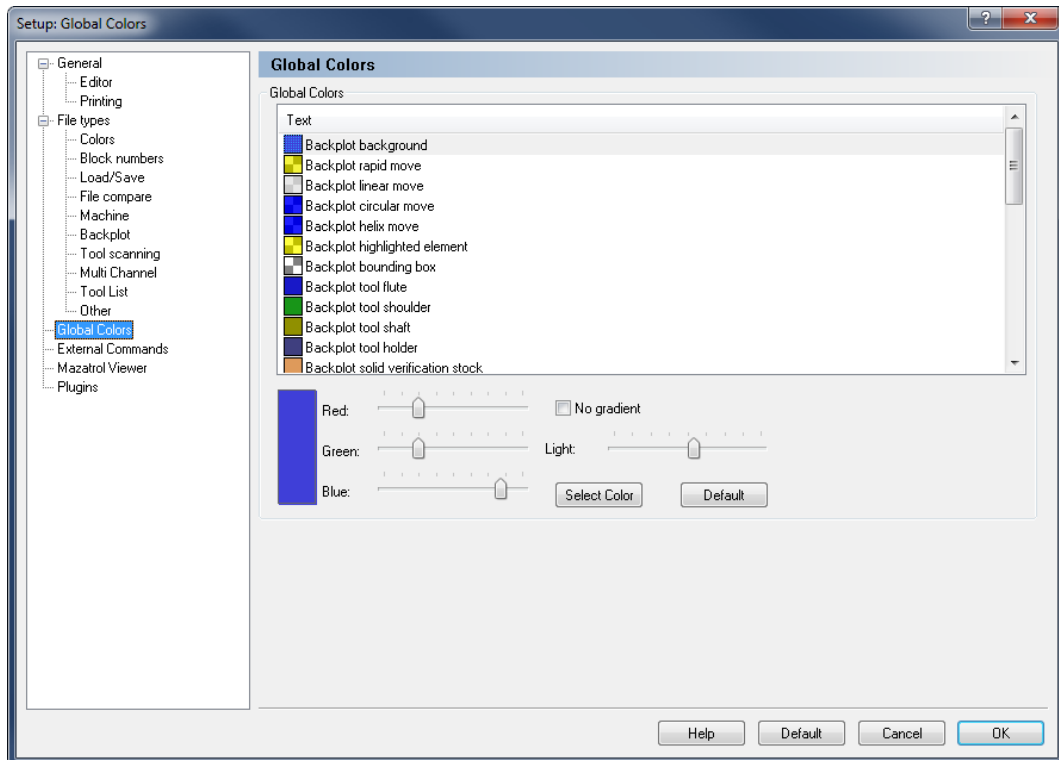 Setup: Global Colors
?
X
General
Editor
Printing
File types
Colors
Block numbers
Load/Save
File compare
Machine
Backplot
Tool scanning
Multi Channel
Tool List
Other
Global Colors
External Commands
Mazatrol Viewer
Plugins
Global Colors
Global Colors
Text
Backplot background
Backplot rapid move
Backplot linear move
Backplot circular move
Backplot helix move
Backplot highlighted element
Backplot bounding box
Backplot tool flute
Backplot tool shoulder
Backplot tool shaft
Backplot tool holder
Backplot solid verification stock
Red:
No gradient
Green:
Light:
Blue:
Select Color
Default
Help
Default
Cancel
OK